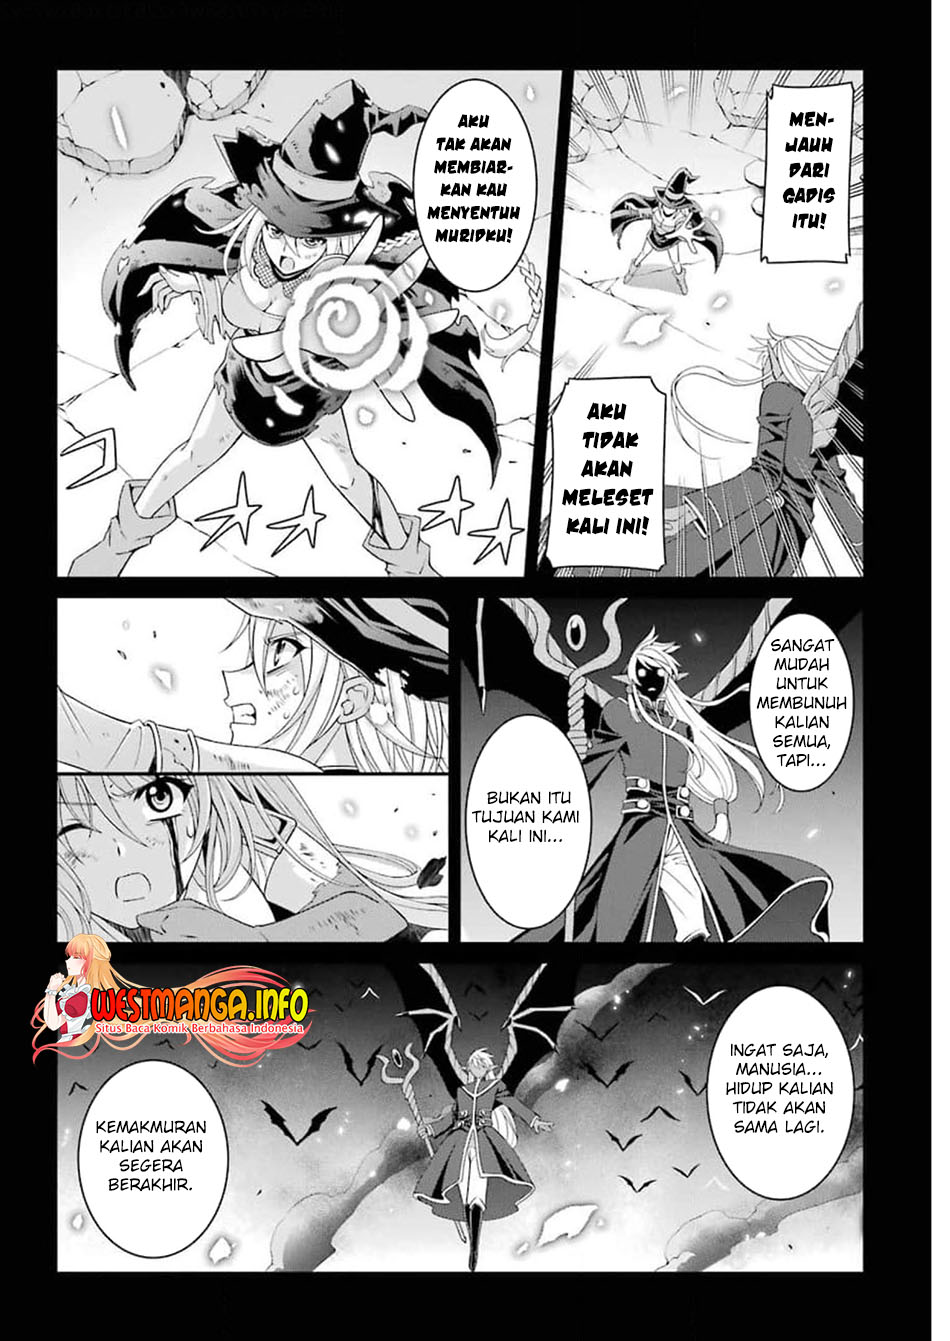 MEN-
JAUH
DARI
GADIS
ITU!
AKU
TIDAK
AKAN
MELESET
KALI INI!
AKU
TAK AKAN
MEMBIAR-
KAN KAU
MENYENTUH
MURIDKU!
SANGAT
MUDAH
UNTUK
MEMBUNUH
KALIAN
SEMUA,
TAPI...
BUKAN ITU
TUJUAN KAMI
KALI INI...
INGAT SAJA,
MANUSIA...
HIDUP KALIAN
TIDAK AKAN
SAMA LAGI.
KEMAKMURAN
KALIAN AKAN
SEGERA
BERAKHIR.
WESTMANGA.INFO
SITUS BACA KOMIK BERBAHASA INDONESIA